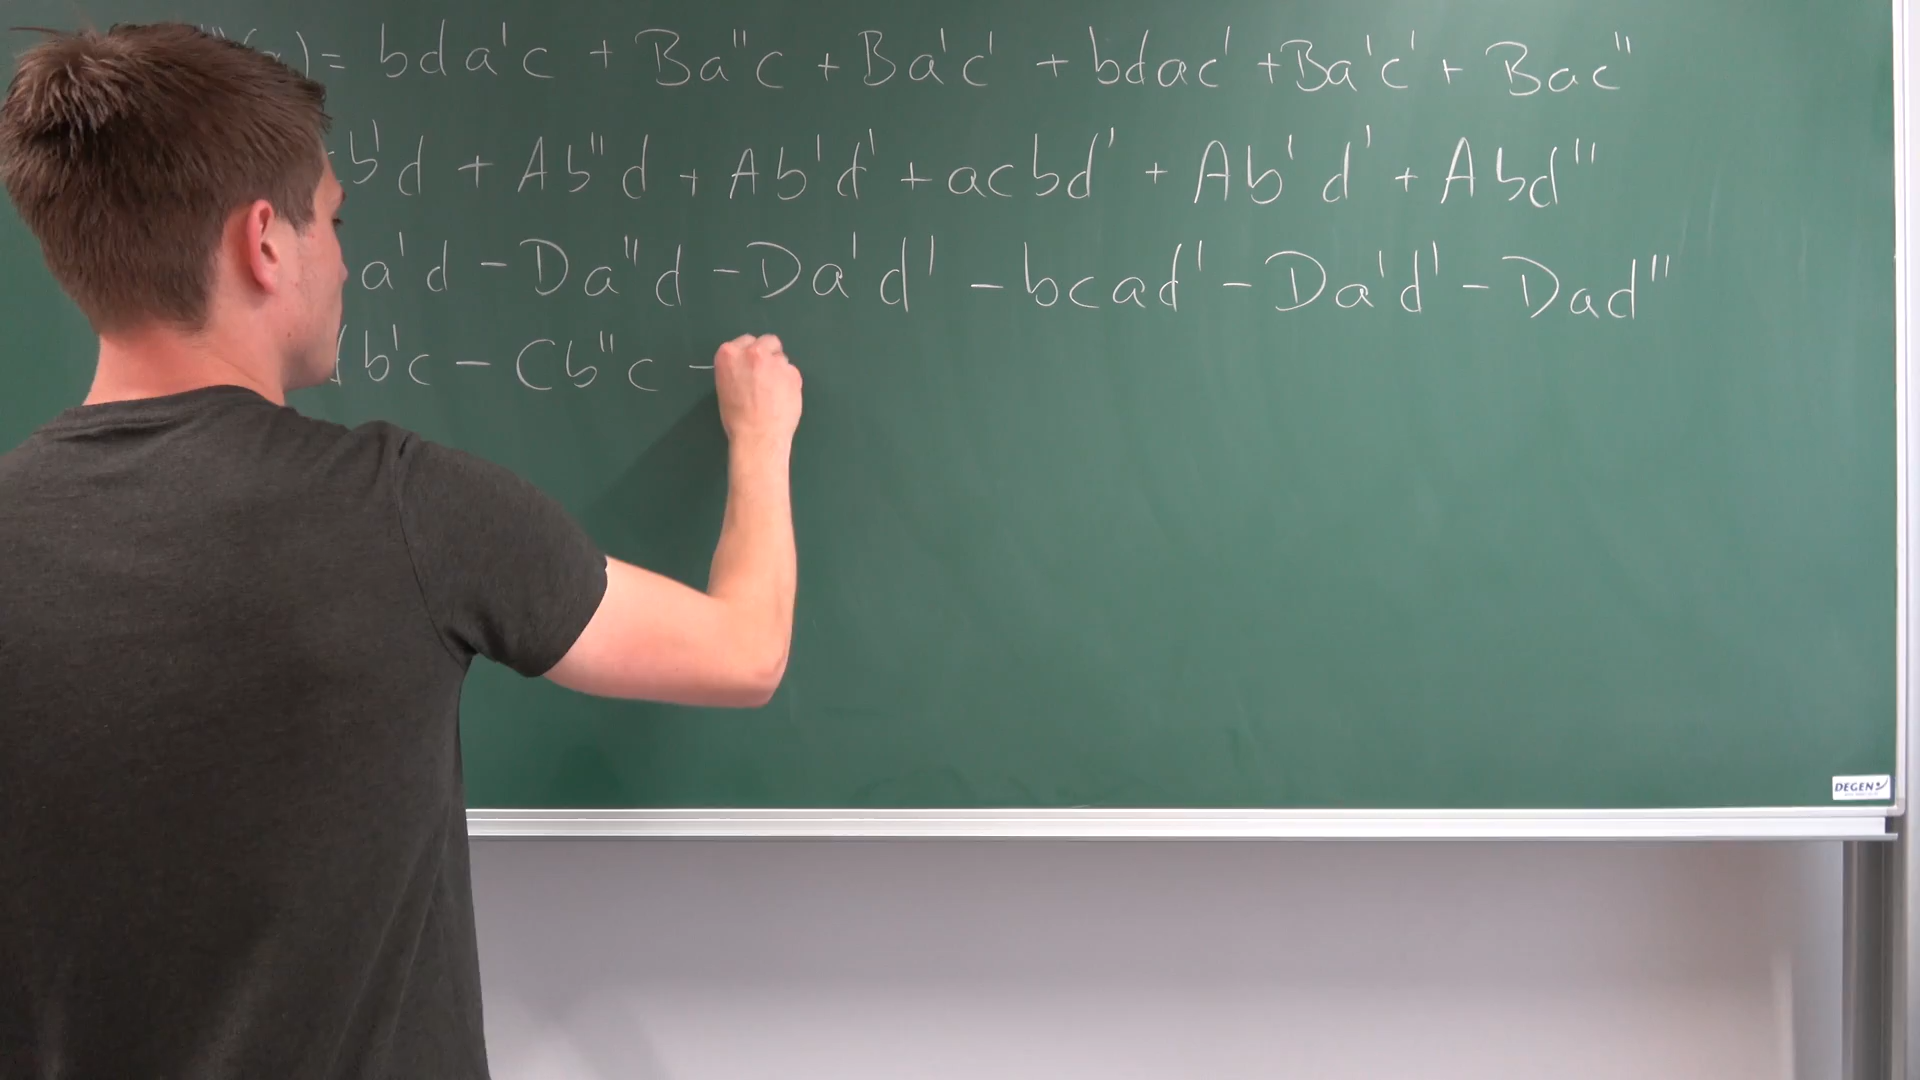 )= bda'c + Ba''c + Ba'c' + bdac' + Ba'c' + Bac''
b'd + Ab''d + Ab'd' + acbd' + Ab'd' + Abd''
a'd - Da''d - Da'd' - bcad' - Da'd' - Dad''
b'c - Cb''c -
DEGEN